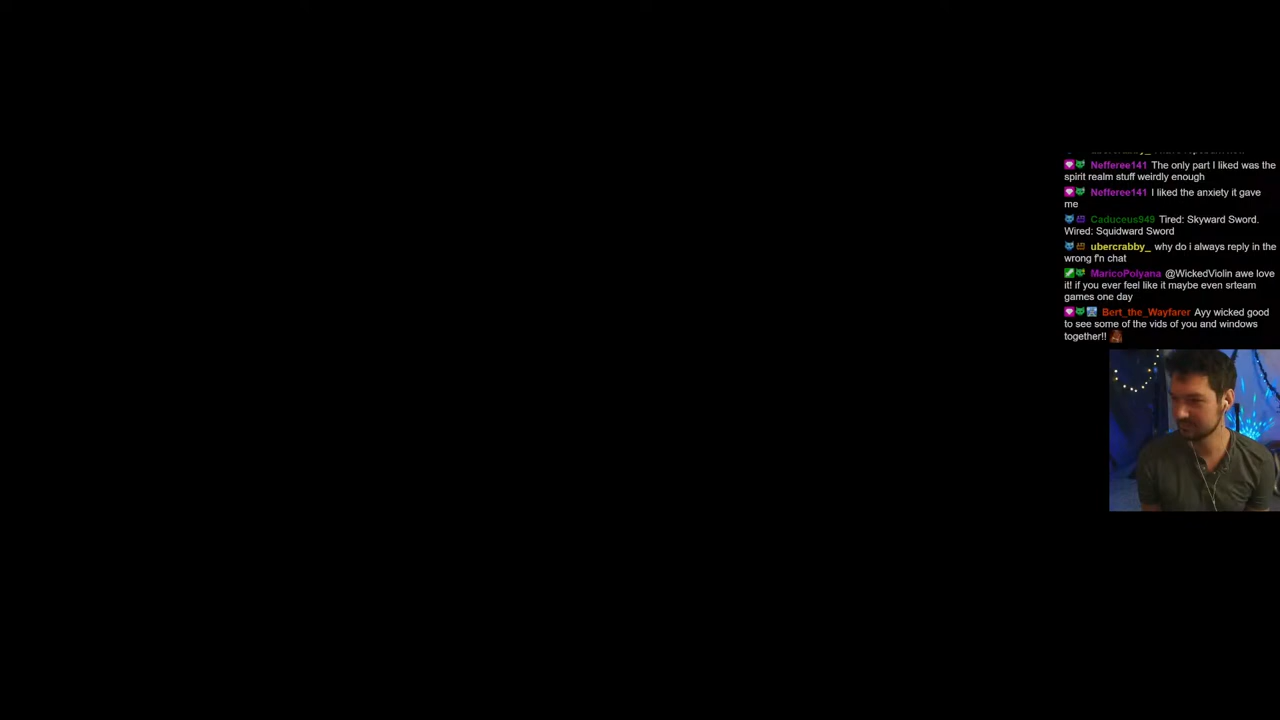 Nefferee141 The only part I liked was the
spirit realm stuff weirdly enough
Nefferee141 I liked the anxiety it gave
me
Caduceus949 Tired: Skyward Sword.
Wired: Squidward Sword
ubercrabby_ why do i always reply in the
wrong f'n chat
MaricoPolyana @WickedViolin awe love
it! if you ever feel like it maybe even srteam
games one day
Bert_the_Wayfarer Ayy wicked good
to see some of the vids of you and windows
together!!